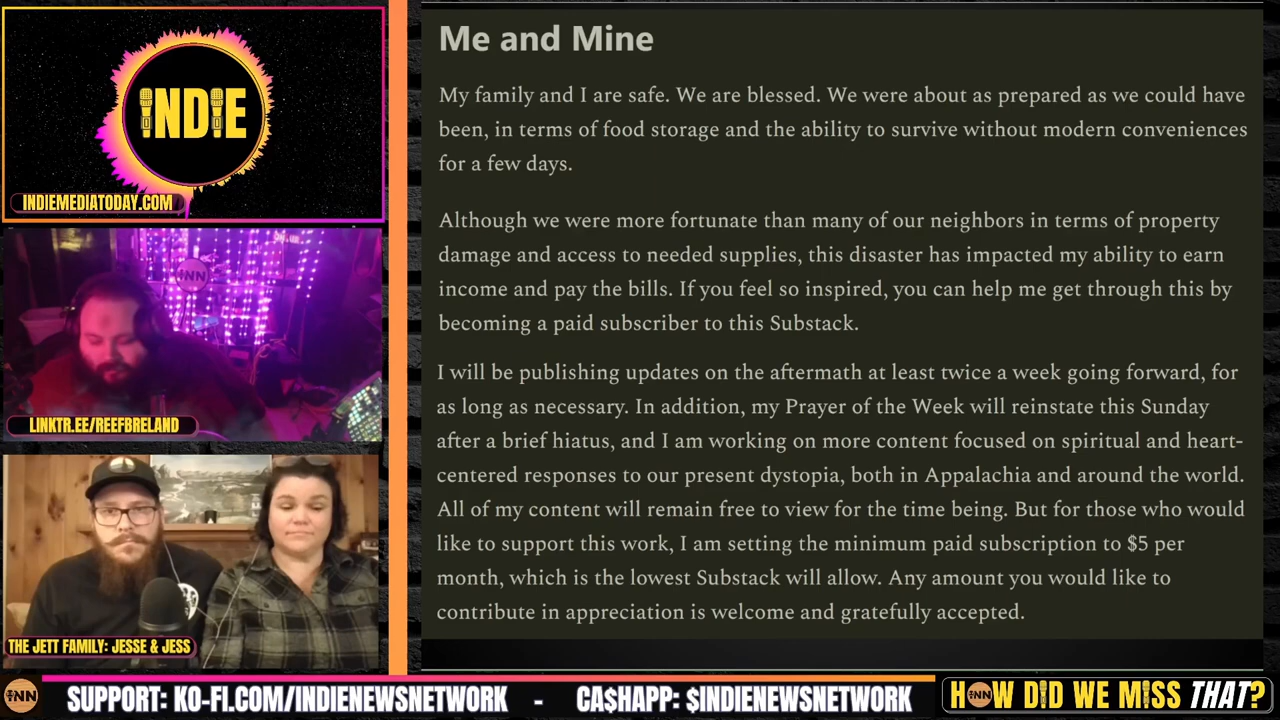 INDIE
INDIEMEDIATODAY.COM
INN
LINKTR.EE/REEFBRELAND
THE JETT FAMILY: JESSE & JESS
Me and Mine
My family and I are safe. We are blessed. We were about as prepared as we could have
been, in terms of food storage and the ability to survive without modern conveniences
for a few days.
Although we were more fortunate than many of our neighbors in terms of property
damage and access to needed supplies, this disaster has impacted my ability to earn
income and pay the bills. If you feel so inspired, you can help me get through this by
becoming a paid subscriber to this Substack.
I will be publishing updates on the aftermath at least twice a week going forward, for
as long as necessary. In addition, my Prayer of the Week will reinstate this Sunday
after a brief hiatus, and I am working on more content focused on spiritual and heart-
centered responses to our present dystopia, both in Appalachia and around the world.
All of my content will remain free to view for the time being. But for those who would
like to support this work, I am setting the minimum paid subscription to $5 per
month, which is the lowest Substack will allow. Any amount you would like to
contribute in appreciation is welcome and gratefully accepted.
INN
SUPPORT: KO-FI.COM/INDIENEWSNETWORK - CA$HAPP: $INDIENEWSNETWORK
HOW DID WE MISS THAT?
INN